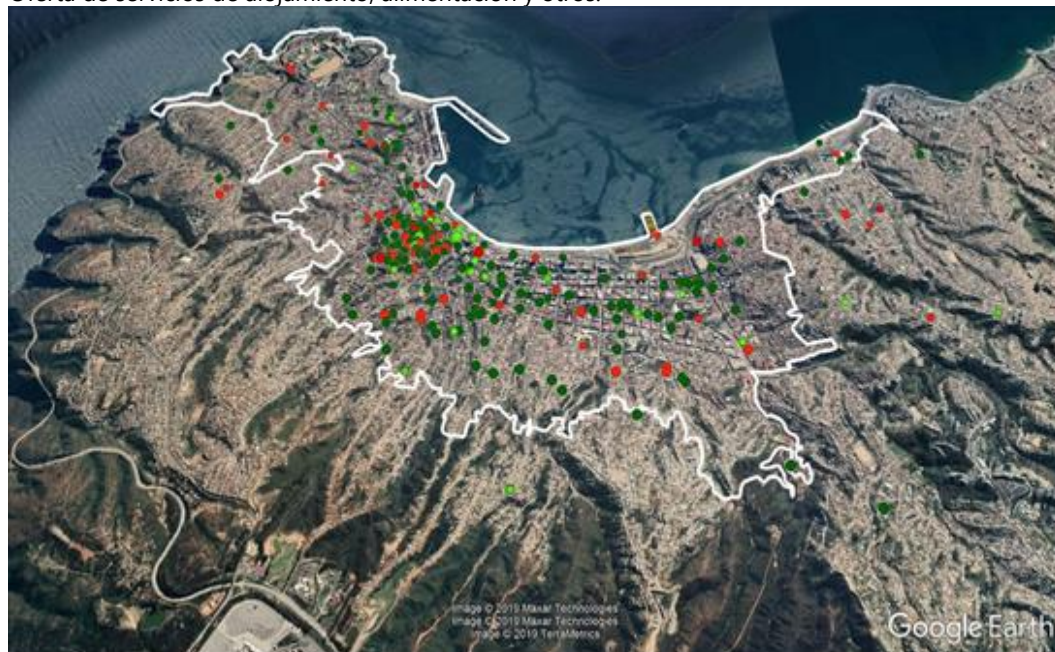 Oferta de servicios de alojamiento, alimentación y otros.
Image © 2019 Maxar Technologies
Image © 2019 Maxar Technologies
Image © 2019 TerraMetrics
Google Earth